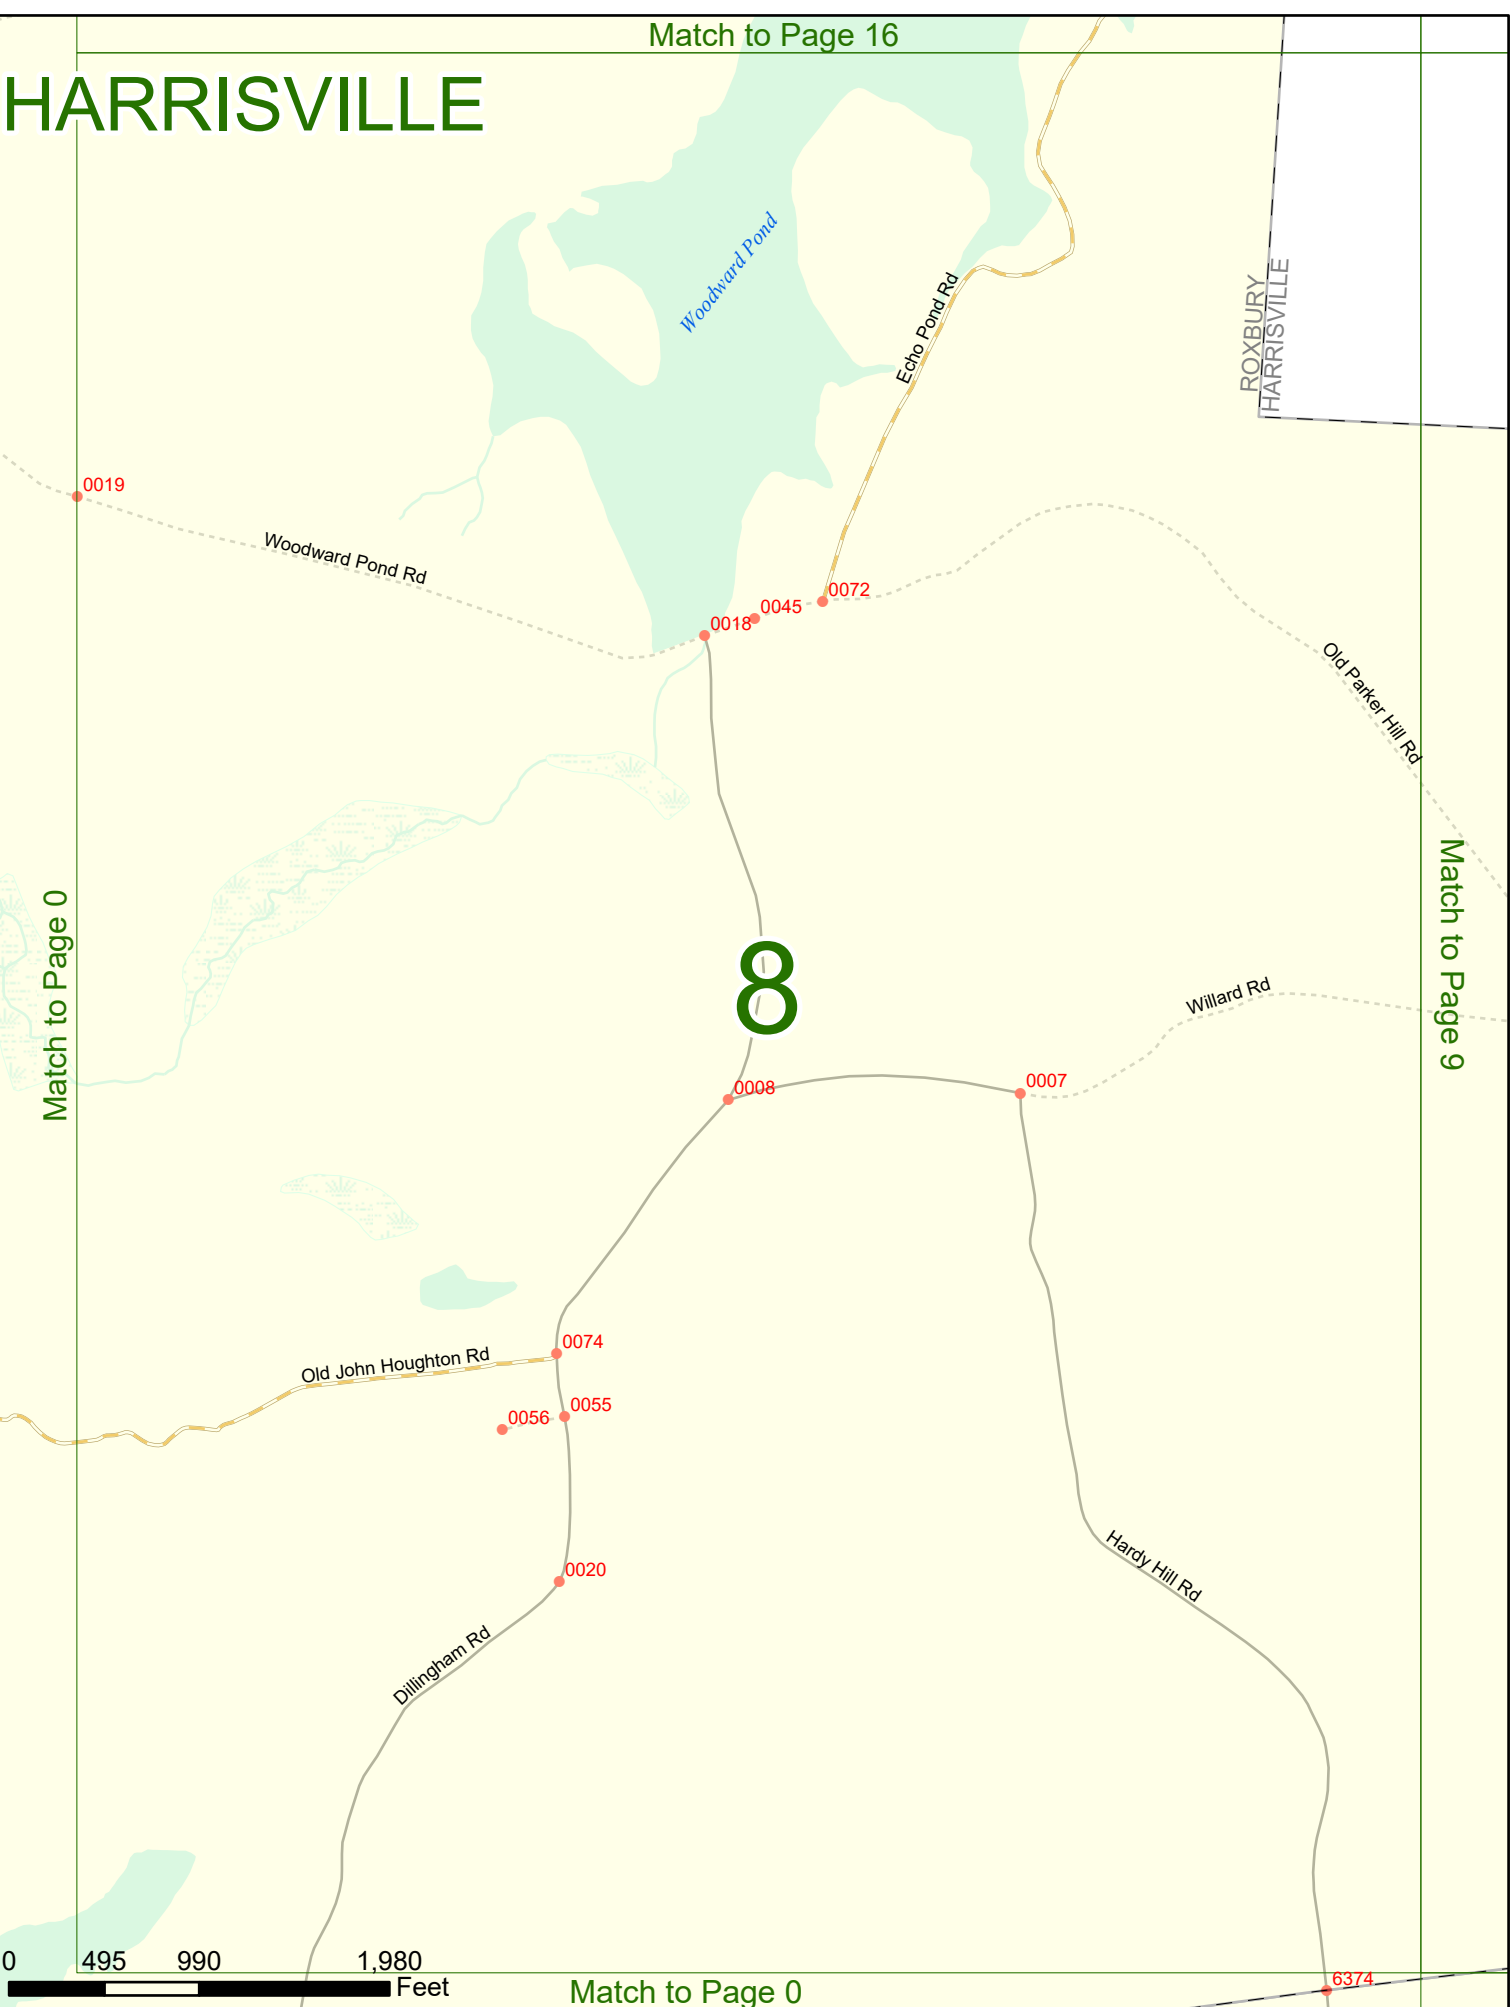 Match to Page 16
HARRISVILLE
Woodward Pond
Echo Pond Rd
ROXBURY
HARRISVILLE
0019
Woodward Pond Rd
0072
0045
0018
Old Parker Hill Rd
Match to Page 0
Match to Page 9
8
Willard Rd
0008
0007
0074
Old John Houghton Rd
0055
0056
Hardy Hill Rd
0020
Dillingham Rd
0 495 990 1,980
Feet
Match to Page 0
6374